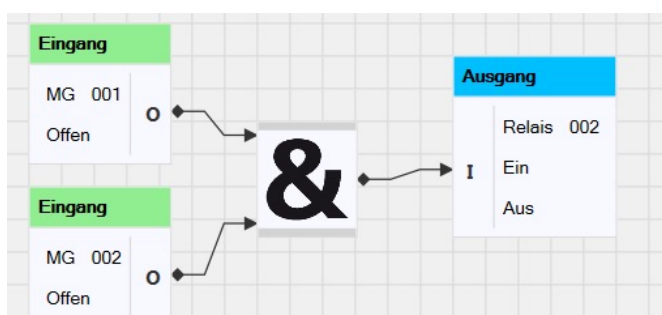 Eingang
MG 001
O
Offen
Eingang
MG 002
O
Offen
&
Ausgang
Relais 002
I
Ein
Aus